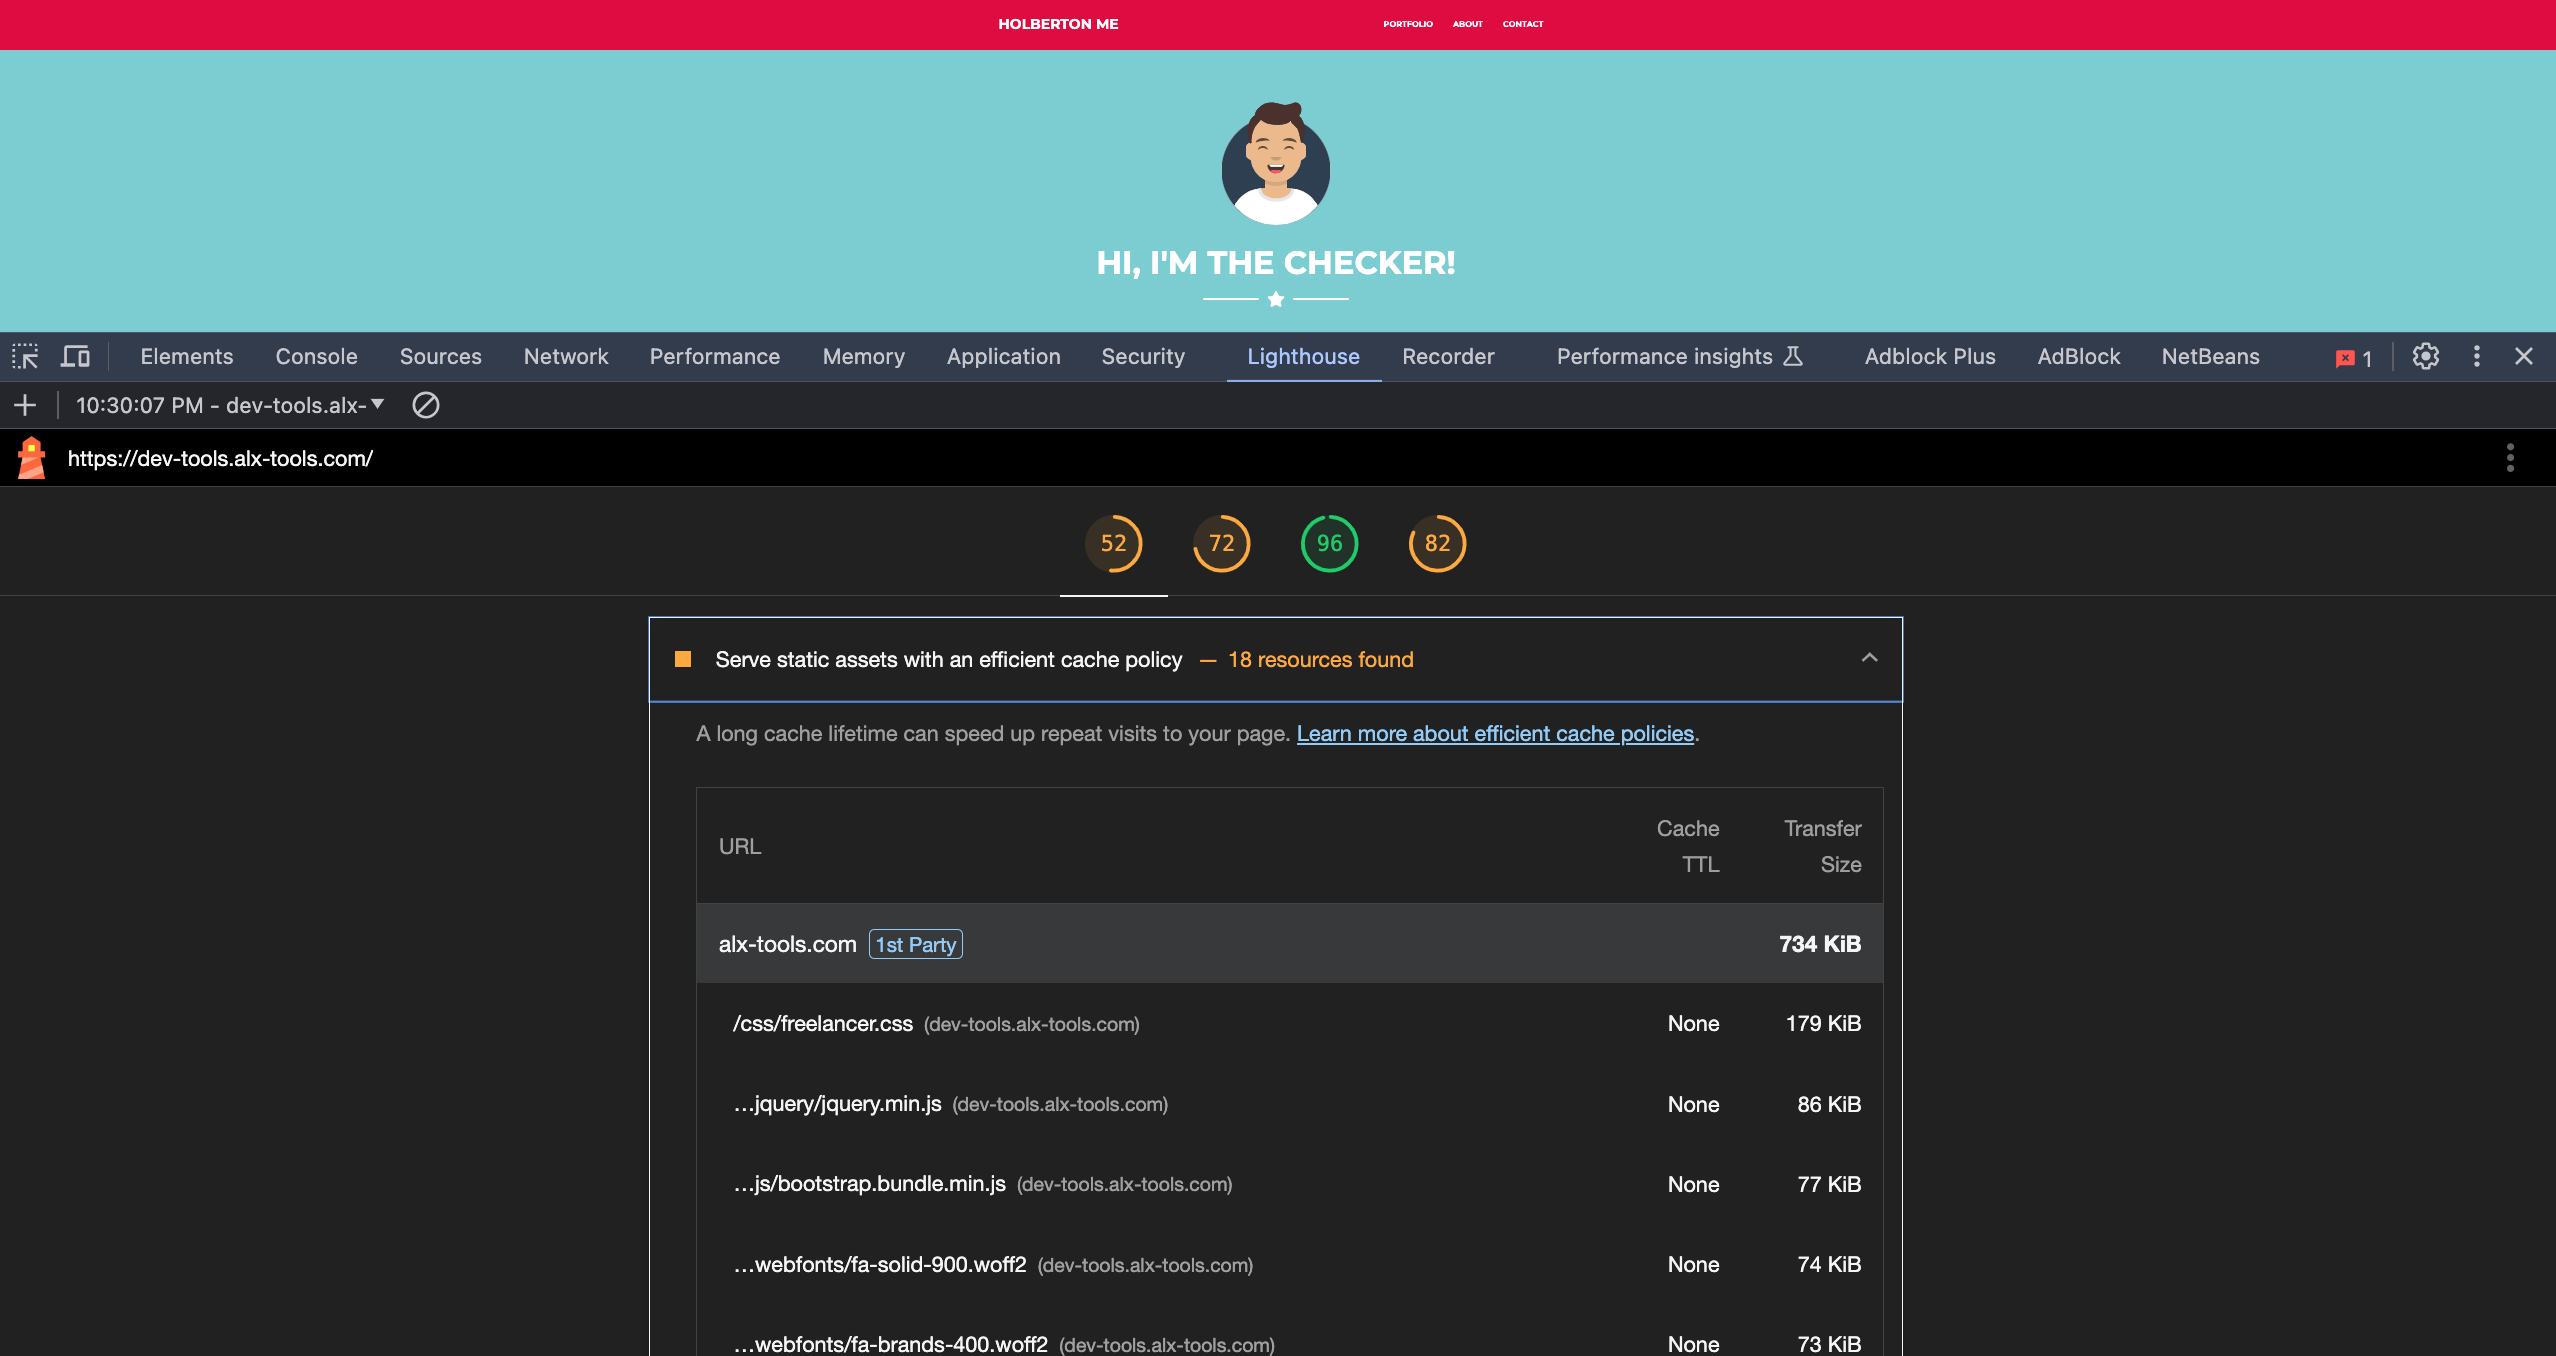 HOLBERTON ME PORTFOLIO ABOUT CONTACT
HI, I'M THE CHECKER!
Elements Console Sources Network Performance Memory Application Security Lighthouse Recorder Performance insights Adblock Plus AdBlock NetBeans 1
10:30:07 PM - dev-tools.alx-
https://dev-tools.alx-tools.com/
52 72 96 82
Serve static assets with an efficient cache policy — 18 resources found
A long cache lifetime can speed up repeat visits to your page. Learn more about efficient cache policies.
URL Cache TTL Transfer Size
alx-tools.com 1st Party 734 KiB
/css/freelancer.css (dev-tools.alx-tools.com) None 179 KiB
…jquery/jquery.min.js (dev-tools.alx-tools.com) None 86 KiB
…js/bootstrap.bundle.min.js (dev-tools.alx-tools.com) None 77 KiB
…webfonts/fa-solid-900.woff2 (dev-tools.alx-tools.com) None 74 KiB
…webfonts/fa-brands-400.woff2 (dev-tools.alx-tools.com) None 73 KiB